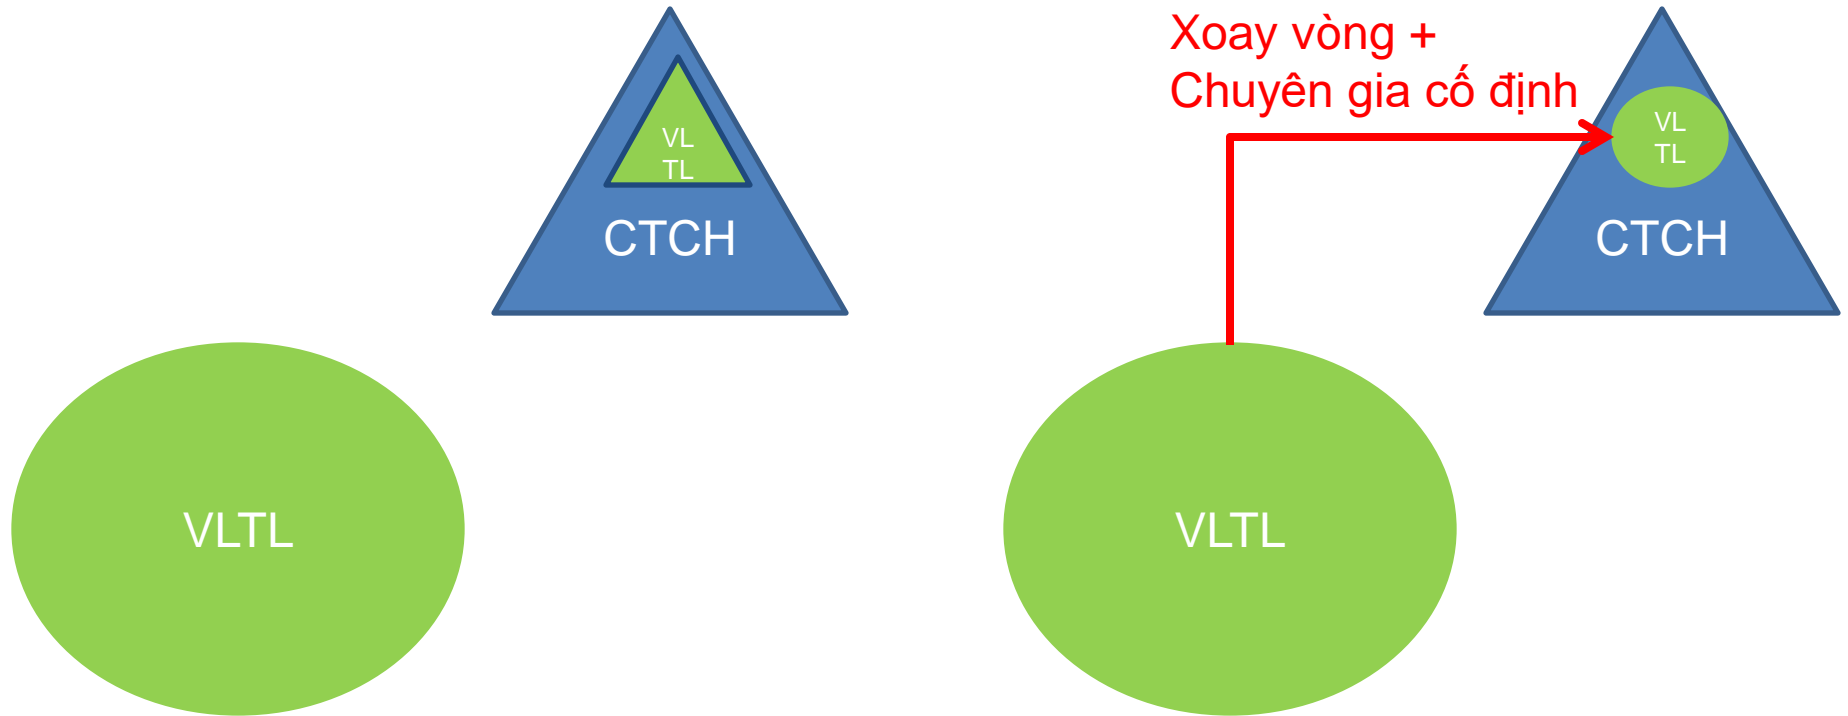 VL
TL
CTCH
VLTL
Xoay vòng +
Chuyên gia cố định
VL
TL
CTCH
VLTL